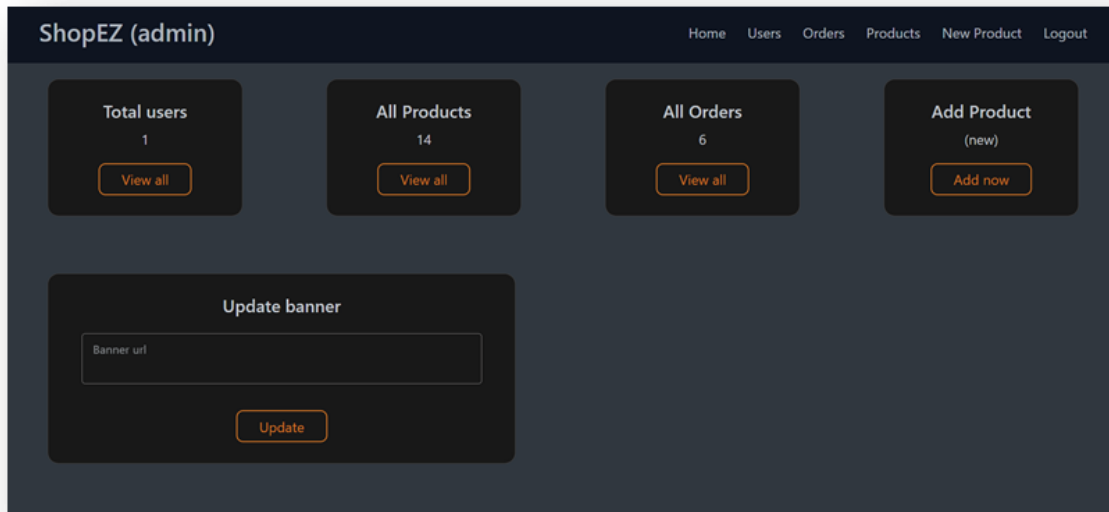 ShopEZ (admin)
Home Users Orders Products New Product Logout
Total users
1
View all
All Products
14
View all
All Orders
6
View all
Add Product
(new)
Add now
Update banner
Banner url
Update